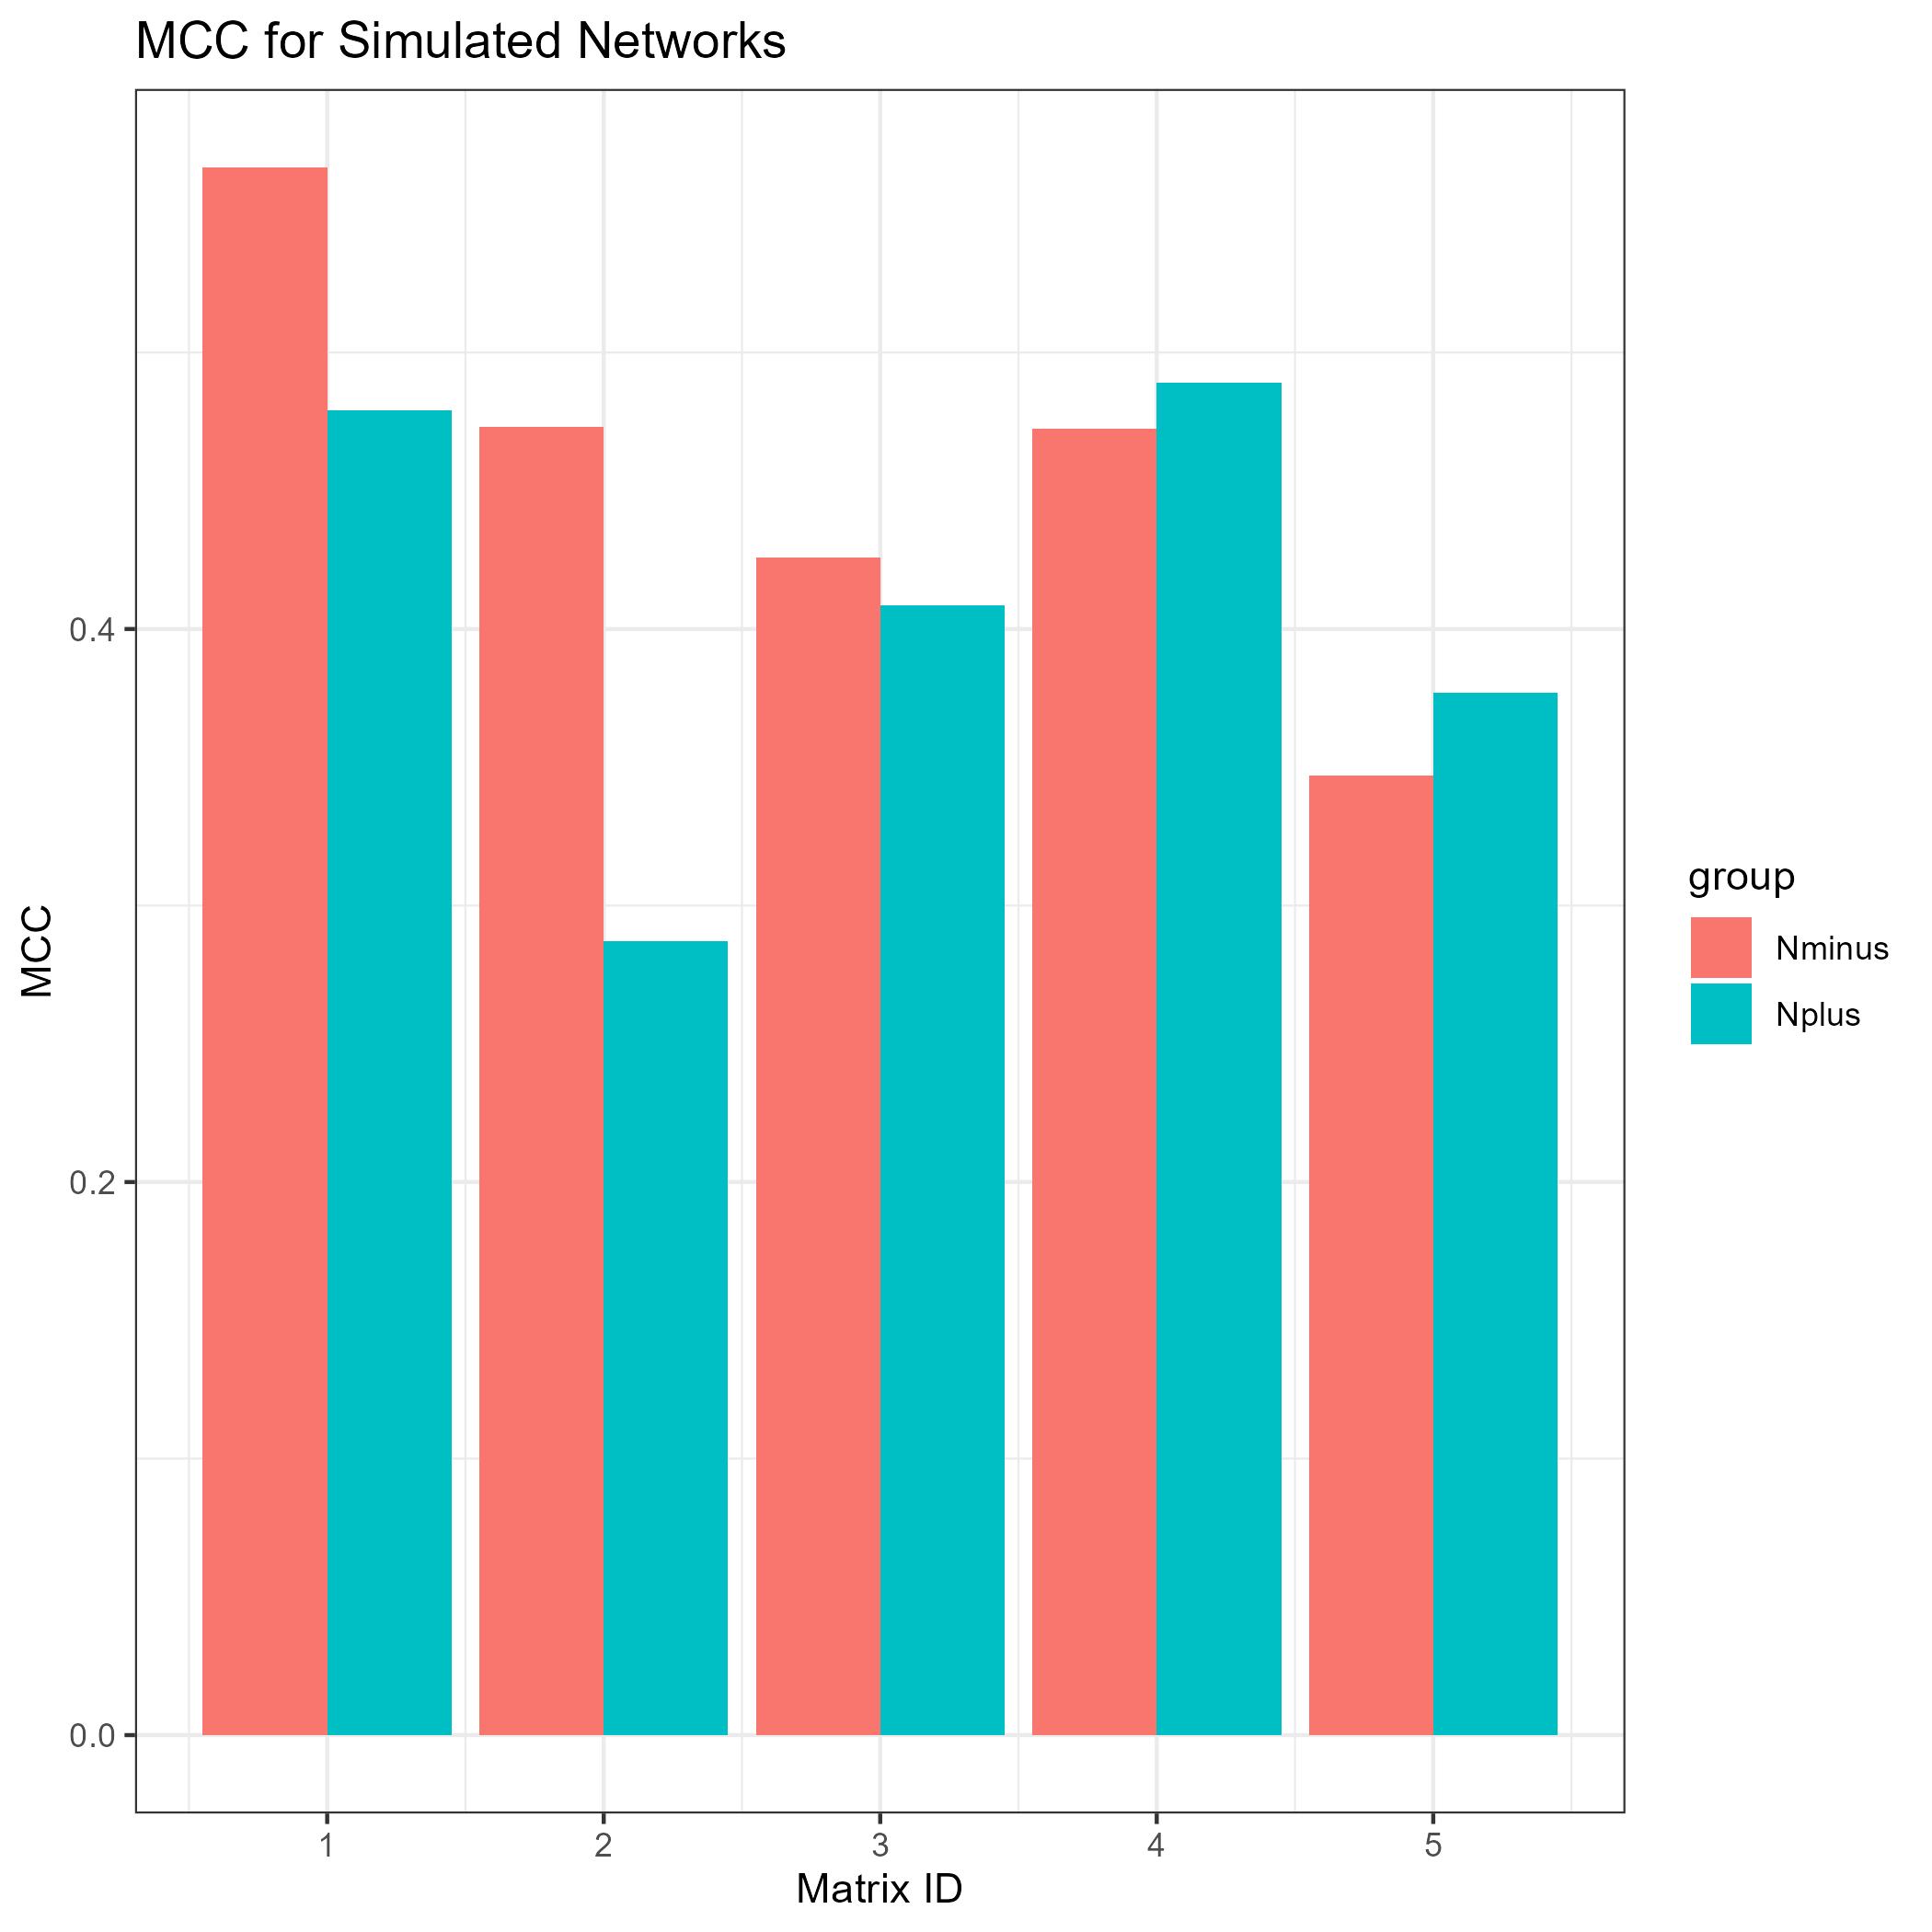 MCC for Simulated Networks
MCC
0.4
0.2
0.0
1 2 3 4 5
Matrix ID
group
Nminus
Nplus